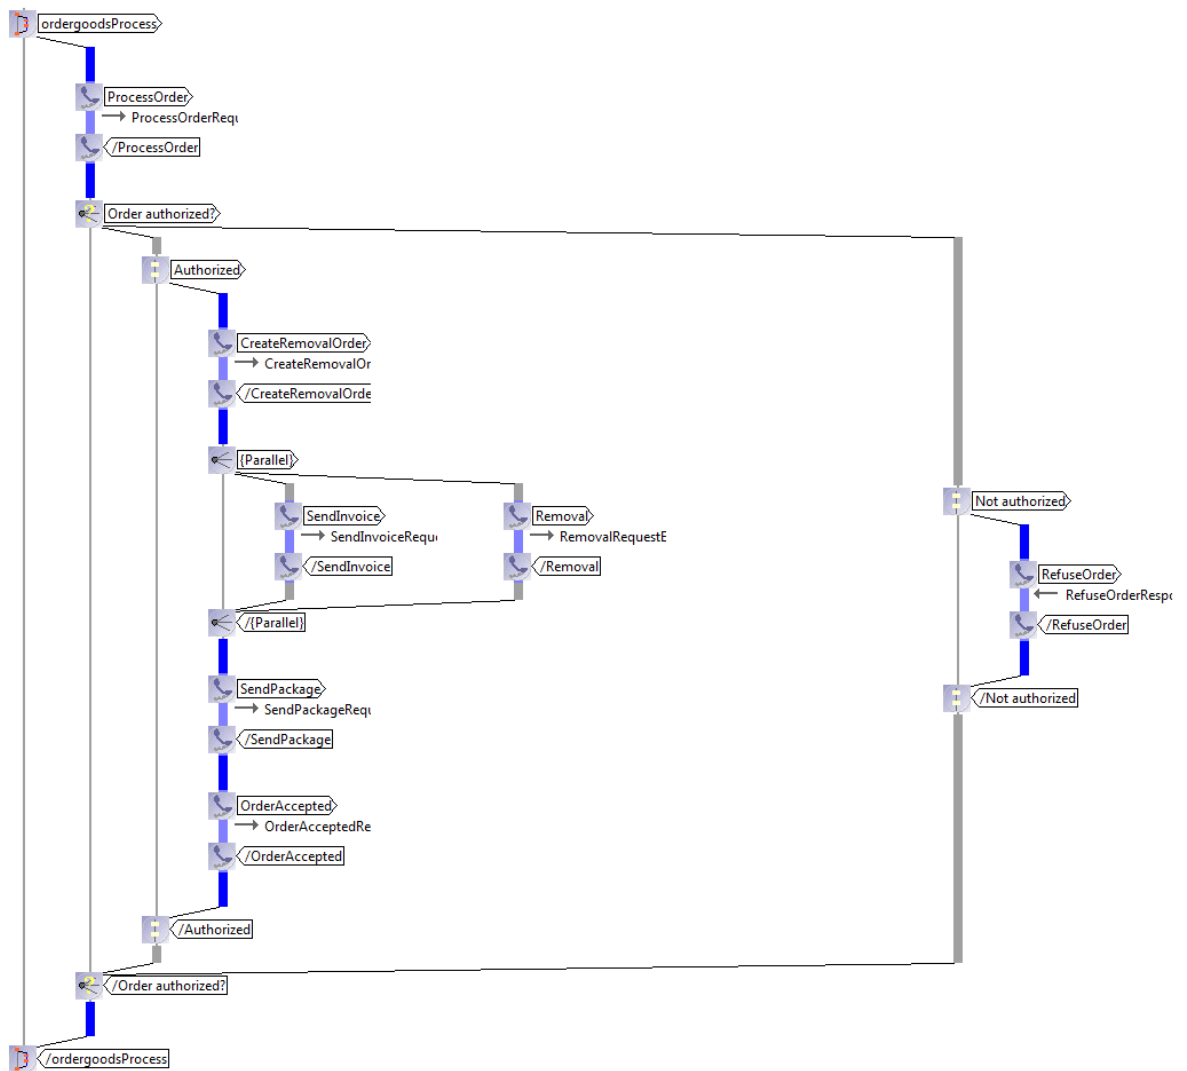 ordergoodsProcess
ProcessOrder
ProcessOrderRequ
/ProcessOrder
Order authorized?
Authorized
CreateRemovalOrder
CreateRemovalOr
/CreateRemovalOrde
{Parallel}
SendInvoice
SendInvoiceRequ
/SendInvoice
Removal
RemovalRequestE
/Removal
/{Parallel}
SendPackage
SendPackageRequ
/SendPackage
OrderAccepted
OrderAcceptedRe
/OrderAccepted
/Authorized
Not authorized
RefuseOrder
RefuseOrderRespo
/RefuseOrder
/Not authorized
/Order authorized?
/ordergoodsProcess